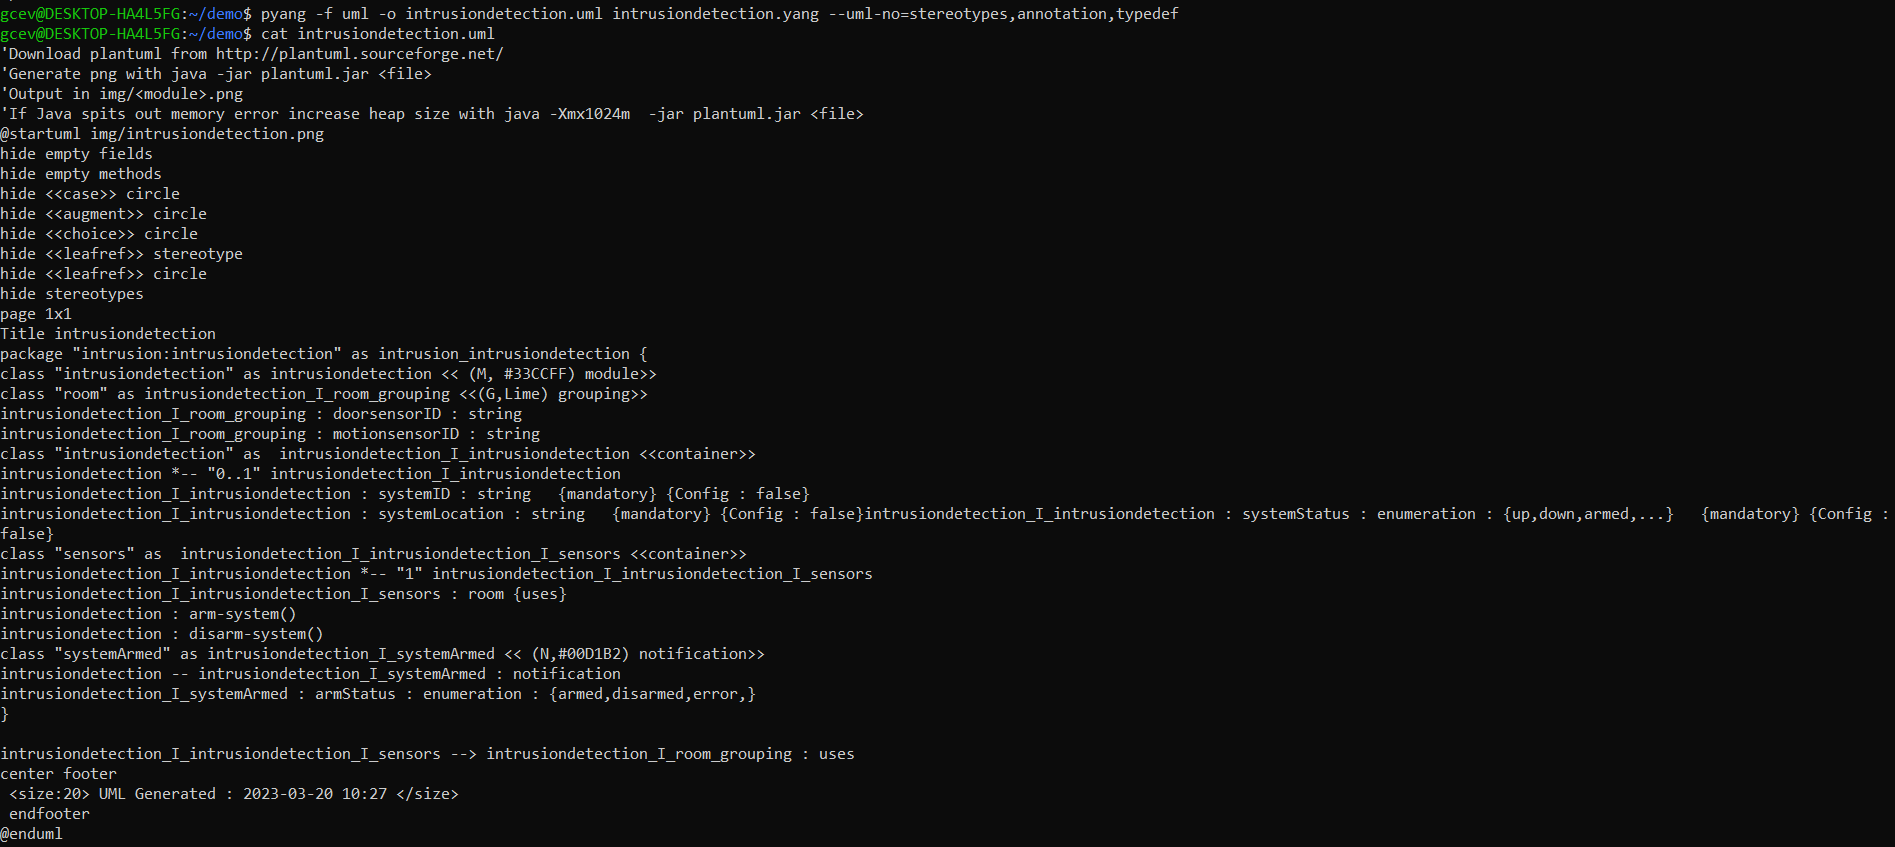 gcev@DESKTOP-HA4L5FG:~/demo$ pyang -f uml -o intrusiondetection.uml intrusiondetection.yang --uml-no=stereotypes,annotation,typedef
gcev@DESKTOP-HA4L5FG:~/demo$ cat intrusiondetection.uml
'Download plantuml from http://plantuml.sourceforge.net/
'Generate png with java -jar plantuml.jar <file>
'Output in img/<module>.png
'If Java spits out memory error increase heap size with java -Xmx1024m  -jar plantuml.jar <file>
@startuml img/intrusiondetection.png
hide empty fields
hide empty methods
hide <<case>> circle
hide <<augment>> circle
hide <<choice>> circle
hide <<leafref>> stereotype
hide <<leafref>> circle
hide stereotypes
page 1x1
Title intrusiondetection
package "intrusion:intrusiondetection" as intrusion_intrusiondetection {
class "intrusiondetection" as intrusiondetection << (M, #33CCFF) module>>
class "room" as intrusiondetection_I_room_grouping <<(G,Lime) grouping>>
intrusiondetection_I_room_grouping : doorsensorID : string
intrusiondetection_I_room_grouping : motionsensorID : string
class "intrusiondetection" as  intrusiondetection_I_intrusiondetection <<container>>
intrusiondetection *-- "0..1" intrusiondetection_I_intrusiondetection
intrusiondetection_I_intrusiondetection : systemID : string   {mandatory} {Config : false}
intrusiondetection_I_intrusiondetection : systemLocation : string   {mandatory} {Config : false}intrusiondetection_I_intrusiondetection : systemStatus : enumeration : {up,down,armed,...}   {mandatory} {Config :
false}
class "sensors" as  intrusiondetection_I_intrusiondetection_I_sensors <<container>>
intrusiondetection_I_intrusiondetection *-- "1" intrusiondetection_I_intrusiondetection_I_sensors
intrusiondetection_I_intrusiondetection_I_sensors : room {uses}
intrusiondetection : arm-system()
intrusiondetection : disarm-system()
class "systemArmed" as intrusiondetection_I_systemArmed << (N,#00D1B2) notification>>
intrusiondetection -- intrusiondetection_I_systemArmed : notification
intrusiondetection_I_systemArmed : armStatus : enumeration : {armed,disarmed,error,}
}

intrusiondetection_I_intrusiondetection_I_sensors --> intrusiondetection_I_room_grouping : uses
center footer
 <size:20> UML Generated : 2023-03-20 10:27 </size>
 endfooter
@enduml